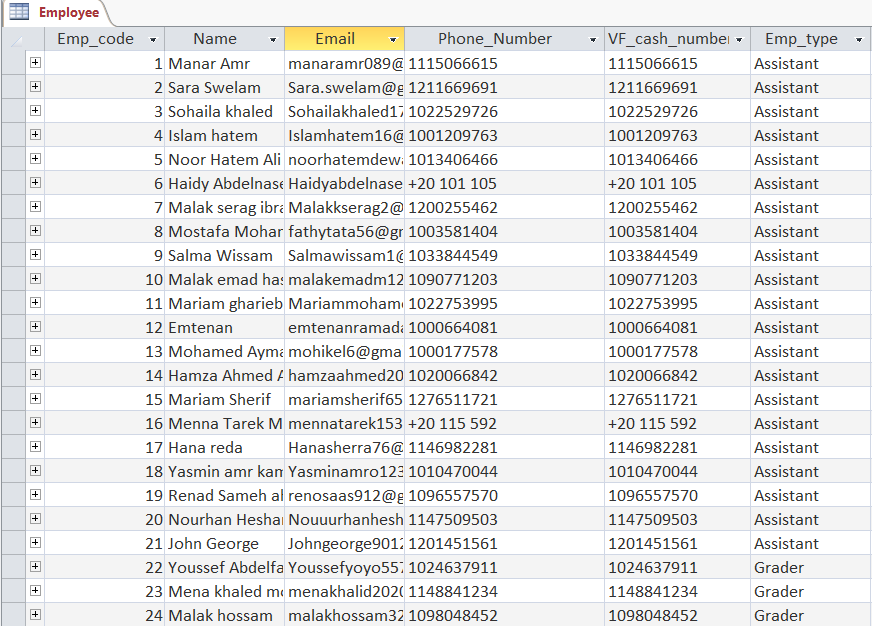 Employee
Emp_code Name Email Phone_Number VF_cash_number Emp_type
1 Manar Amr manaramr089@ 1115066615 1115066615 Assistant
2 Sara Swelam Sara.swelam@g 1211669691 1211669691 Assistant
3 Sohaila khaled Sohailakhaled17 1022529726 1022529726 Assistant
4 Islam hatem Islamhatem16@ 1001209763 1001209763 Assistant
5 Noor Hatem Ali noorhatemdewa 1013406466 1013406466 Assistant
6 Haidy Abdelnase Haidyabdelnase +20 101 105 +20 101 105 Assistant
7 Malak serag ibra Malakkserag2@ 1200255462 1200255462 Assistant
8 Mostafa Mohar fathytata56@gr 1003581404 1003581404 Assistant
9 Salma Wissam Salmawissam1@ 1033844549 1033844549 Assistant
10 Malak emad has malakemadm12 1090771203 1090771203 Assistant
11 Mariam gharieb Mariammoham 1022753995 1022753995 Assistant
12 Emtenan emtenanramada 1000664081 1000664081 Assistant
13 Mohamed Ayma mohikel6@gma 1000177578 1000177578 Assistant
14 Hamza Ahmed A hamzaahmed20 1020066842 1020066842 Assistant
15 Mariam Sherif mariamsherif65 1276511721 1276511721 Assistant
16 Menna Tarek M mennatarek153 +20 115 592 +20 115 592 Assistant
17 Hana reda Hanasherra76@ 1146982281 1146982281 Assistant
18 Yasmin amr kam Yasminamro123 1010470044 1010470044 Assistant
19 Renad Sameh al renosaas912@g 1096557570 1096557570 Assistant
20 Nourhan Hesha Nouuurhanhesh 1147509503 1147509503 Assistant
21 John George Johngeorge9012 1201451561 1201451561 Assistant
22 Youssef Abdelfa Youssefyoyo557 1024637911 1024637911 Grader
23 Mena khaled mo menakhalid2020 1148841234 1148841234 Grader
24 Malak hossam malakhossam32 1098048452 1098048452 Grader